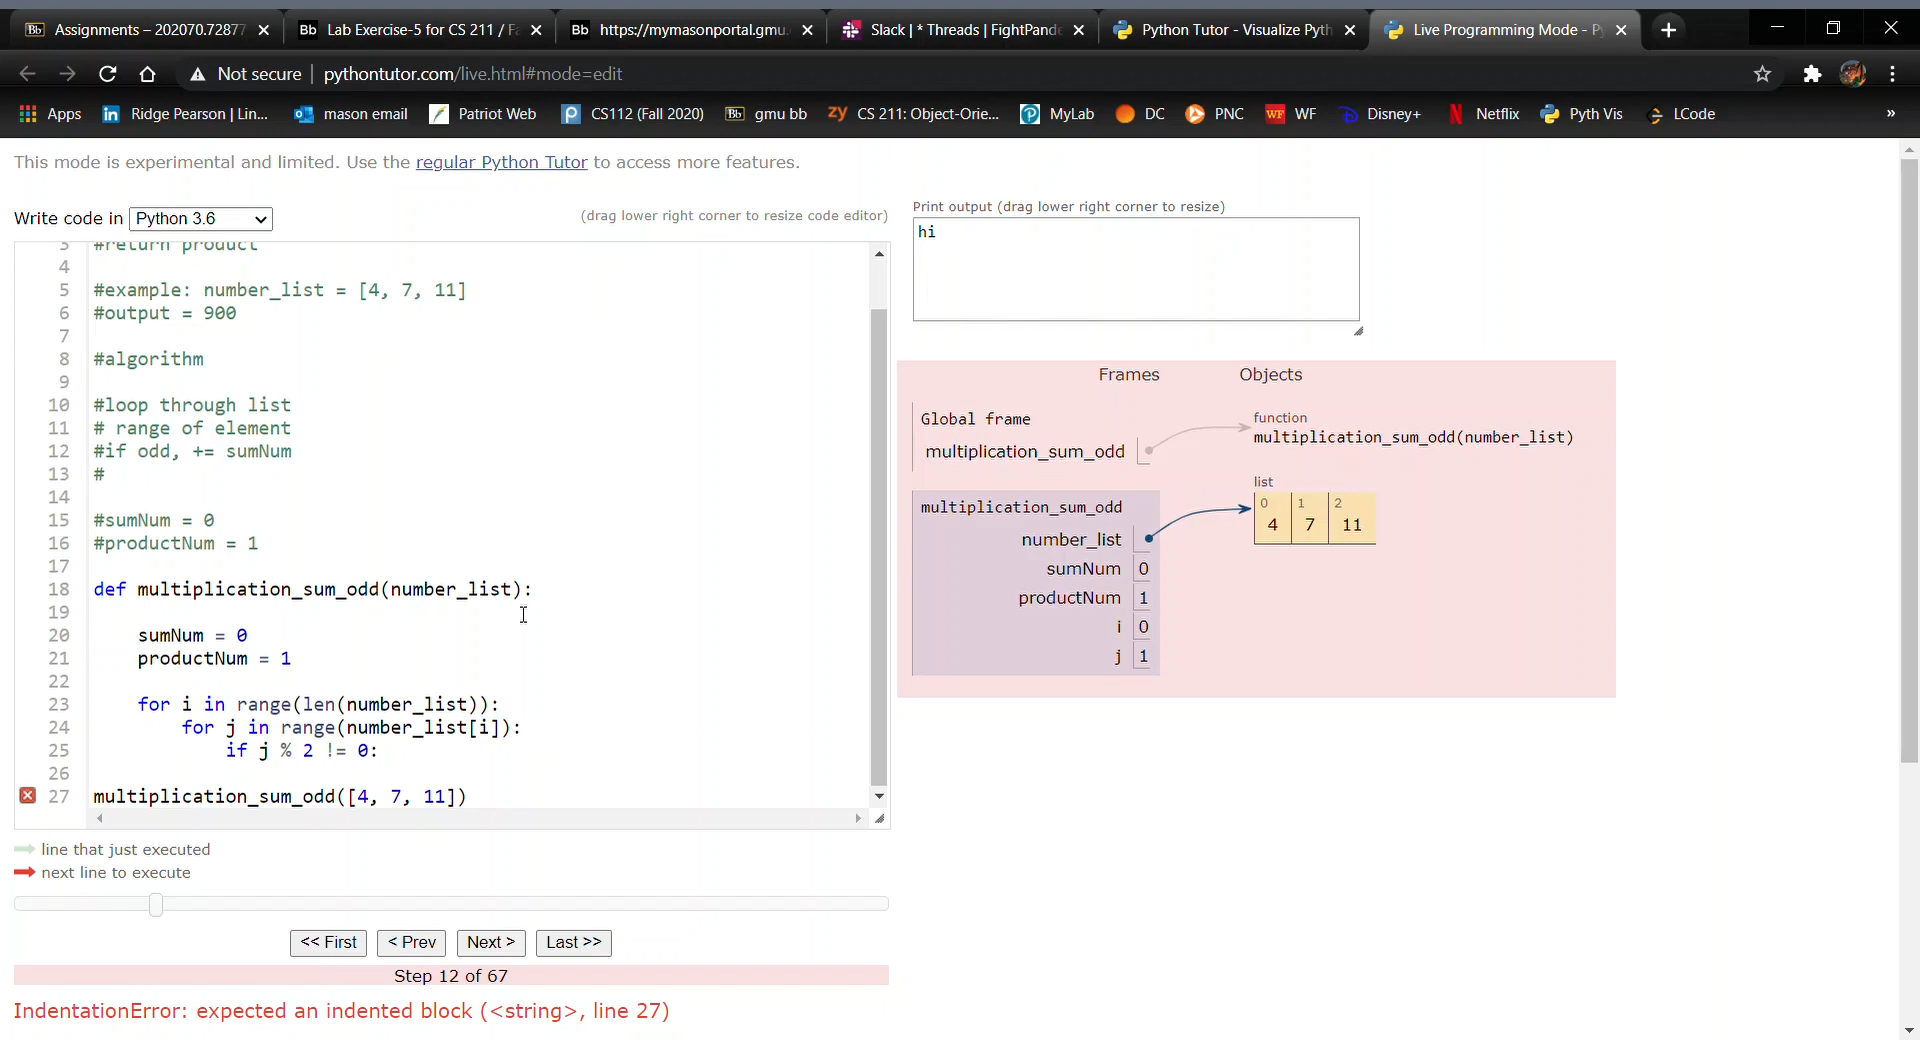 Assignments – 202070.72877
Lab Exercise-5 for CS 211 / Fa
https://mymasonportal.gmu.
Slack | * Threads | FightPande
Python Tutor - Visualize Pyth
Live Programming Mode - Py
Not secure | pythontutor.com/live.html#mode=edit
Apps
Ridge Pearson | Lin...
mason email
Patriot Web
CS112 (Fall 2020)
gmu bb
CS 211: Object-Orie...
MyLab
DC
PNC
WF
Disney+
Netflix
Pyth Vis
LCode
»
This mode is experimental and limited. Use the regular Python Tutor to access more features.
Write code in Python 3.6
(drag lower right corner to resize code editor)
3 #return product
4
5 #example: number_list = [4, 7, 11]
6 #output = 900
7
8 #algorithm
9
10 #loop through list
11 # range of element
12 #if odd, += sumNum
13 #
14
15 #sumNum = 0
16 #productNum = 1
17
18 def multiplication_sum_odd(number_list):
19
20 sumNum = 0
21 productNum = 1
22
23 for i in range(len(number_list)):
24 for j in range(number_list[i]):
25 if j % 2 != 0:
26
27 multiplication_sum_odd([4, 7, 11])
line that just executed
next line to execute
<< First
< Prev
Next >
Last >>
Step 12 of 67
IndentationError: expected an indented block (<string>, line 27)
Print output (drag lower right corner to resize)
hi
Frames
Objects
Global frame
multiplication_sum_odd
function
multiplication_sum_odd(number_list)
multiplication_sum_odd
number_list
sumNum 0
productNum 1
i 0
j 1
list
0 1 2
4 7 11